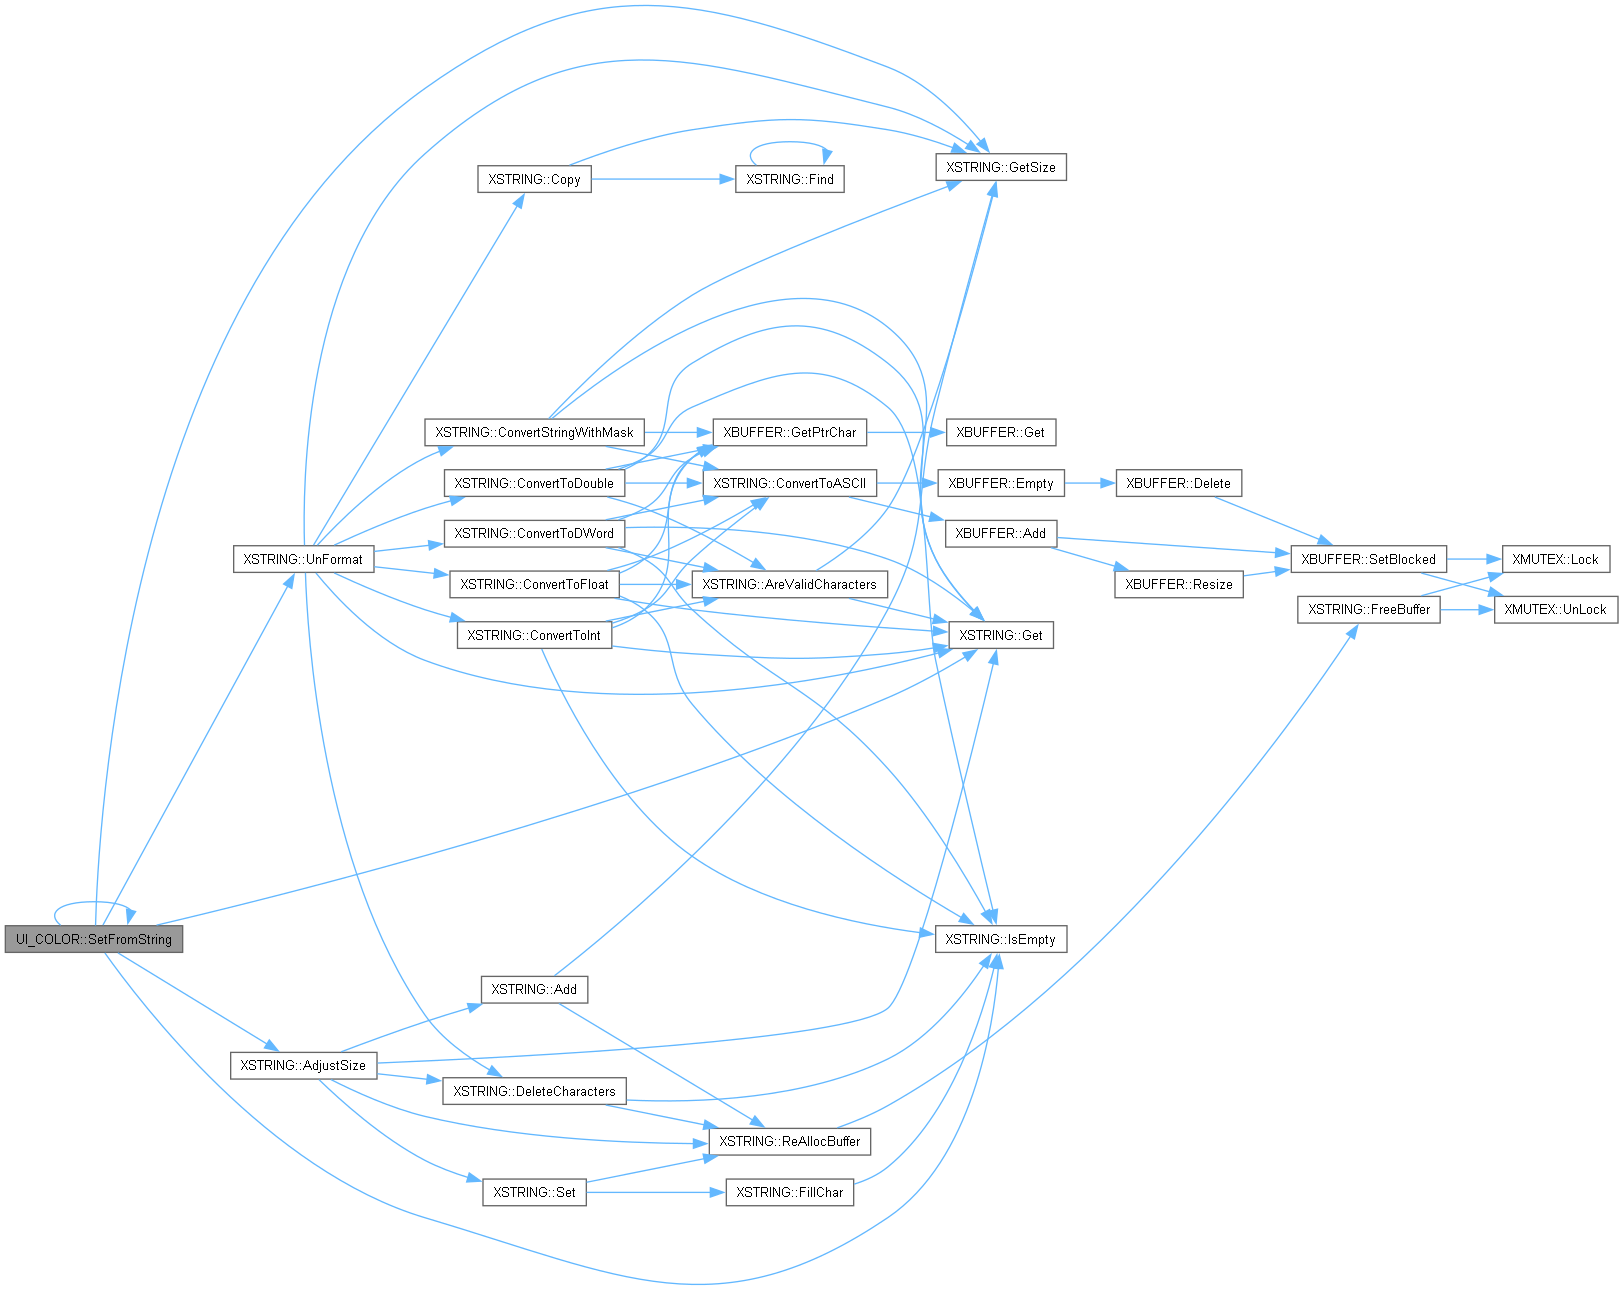 XSTRING::GetSize
XSTRING::Copy
XSTRING::Find
XSTRING::ConvertStringWithMask
XBUFFER::GetPtrChar
XBUFFER::Get
XSTRING::ConvertToDouble
XSTRING::ConvertToASCII
XBUFFER::Empty
XBUFFER::Delete
XSTRING::ConvertToDWord
XBUFFER::Add
XSTRING::UnFormat
XBUFFER::SetBlocked
XMUTEX::Lock
XSTRING::ConvertToFloat
XSTRING::AreValidCharacters
XBUFFER::Resize
XSTRING::FreeBuffer
XMUTEX::UnLock
XSTRING::ConvertToInt
XSTRING::Get
UI_COLOR::SetFromString
XSTRING::IsEmpty
XSTRING::Add
XSTRING::AdjustSize
XSTRING::DeleteCharacters
XSTRING::ReAllocBuffer
XSTRING::Set
XSTRING::FillChar